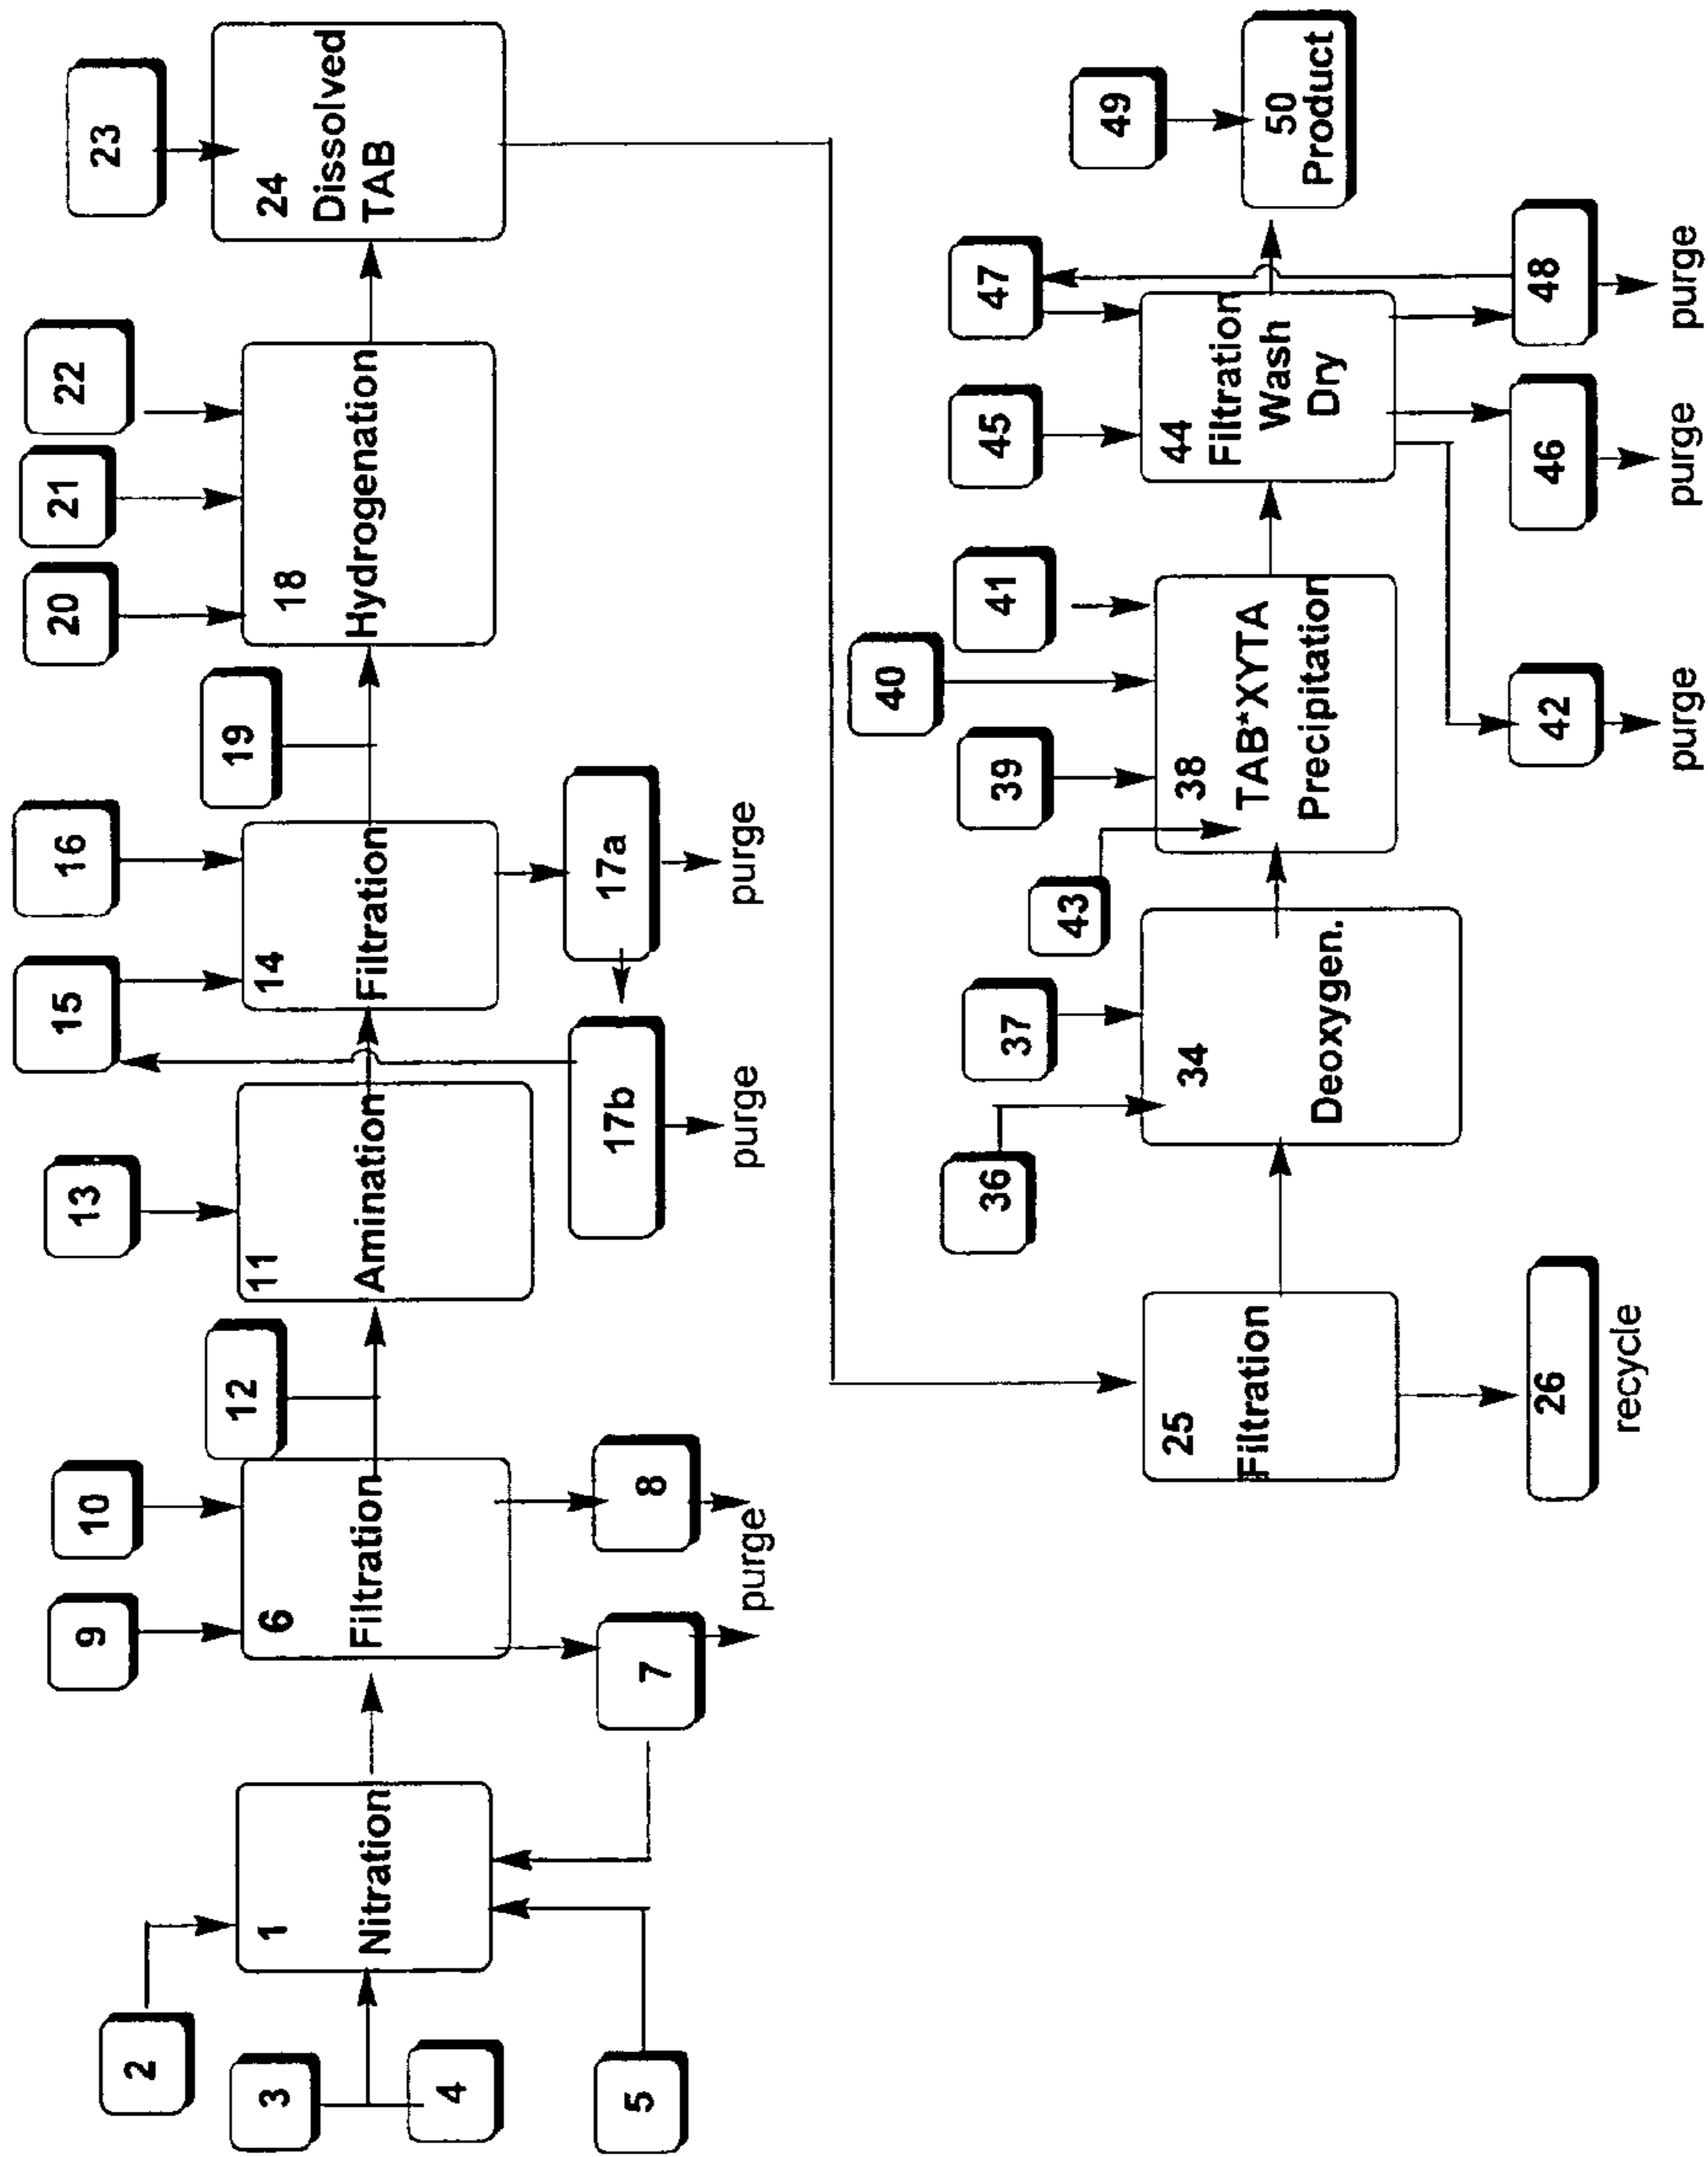 2
3
4
5
1
Nitration
9
10
6
Filtration
7
8
purge
12
13
11
Amination
15
16
14
Filtration
17a
purge
17b
purge
19
20
21
22
18
Hydrogenation
23
24
Dissolved
TAB
25
Filtration
26
recycle
36
37
34
Deoxygen.
43
39
40
41
38
TAB*XYTA
Precipitation
42
purge
45
47
44
Filtration
Wash
Dry
46
purge
48
purge
49
50
Product